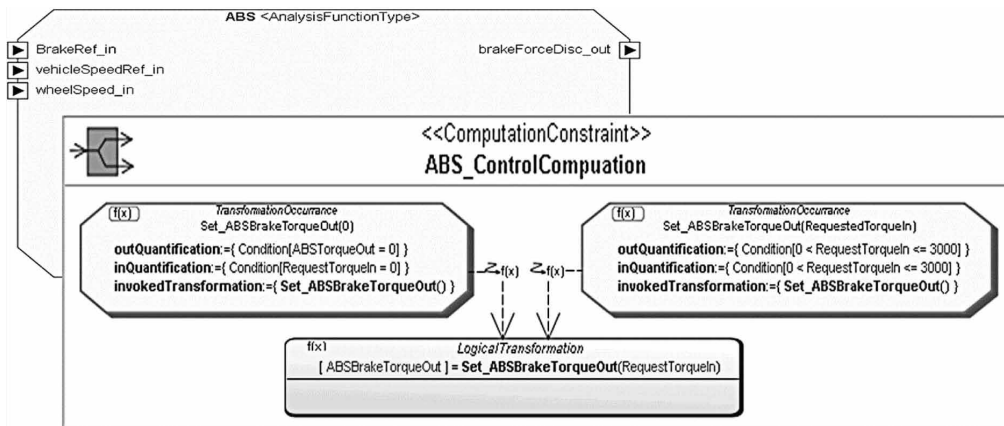 ABS <AnalysisFunctionType>
BrakeRef_in
brakeForceDisc_out
vehicleSpeedRef_in
wheelSpeed_in
<<ComputationConstraint>>
ABS_ControlCompuation
f(x)
TransformationOccurrance
Set_ABSBrakeTorqueOut(0)
outQuantification:={ Condition[ABSTorqueOut = 0] }
inQuantification:={ Condition[RequestTorqueIn = 0] }
invokedTransformation:={ Set_ABSBrakeTorqueOut() }
f(x)
TransformationOccurrance
Set_ABSBrakeTorqueOut(RequestedTorqueIn)
outQuantification:={ Condition[0 < RequestTorqueIn <= 3000] }
inQuantification:={ Condition[0 < RequestTorqueIn <= 3000] }
invokedTransformation:={ Set_ABSBrakeTorqueOut() }
f(x)
f(x)
f(x)
LogicalTransformation
[ ABSBrakeTorqueOut ] = Set_ABSBrakeTorqueOut(RequestTorqueIn)